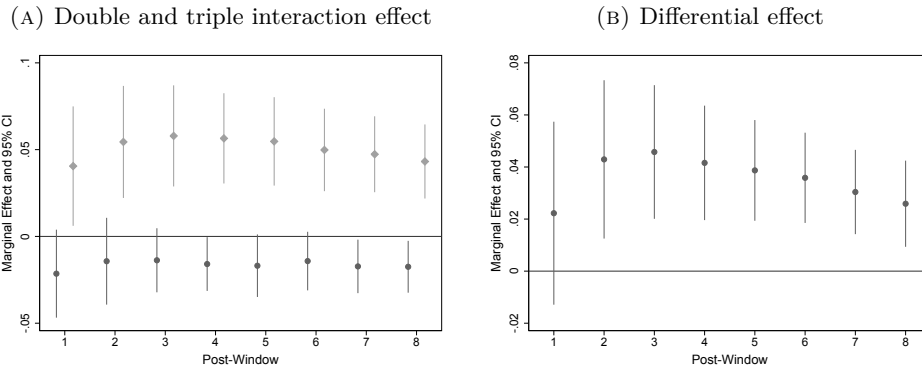 (A) Double and triple interaction effect
Marginal Effect and 95% CI
.1
.05
0
-.05
1 2 3 4 5 6 7 8
Post-Window
(B) Differential effect
Marginal Effect and 95% CI
.08
.06
.04
.02
0
-.02
1 2 3 4 5 6 7 8
Post-Window